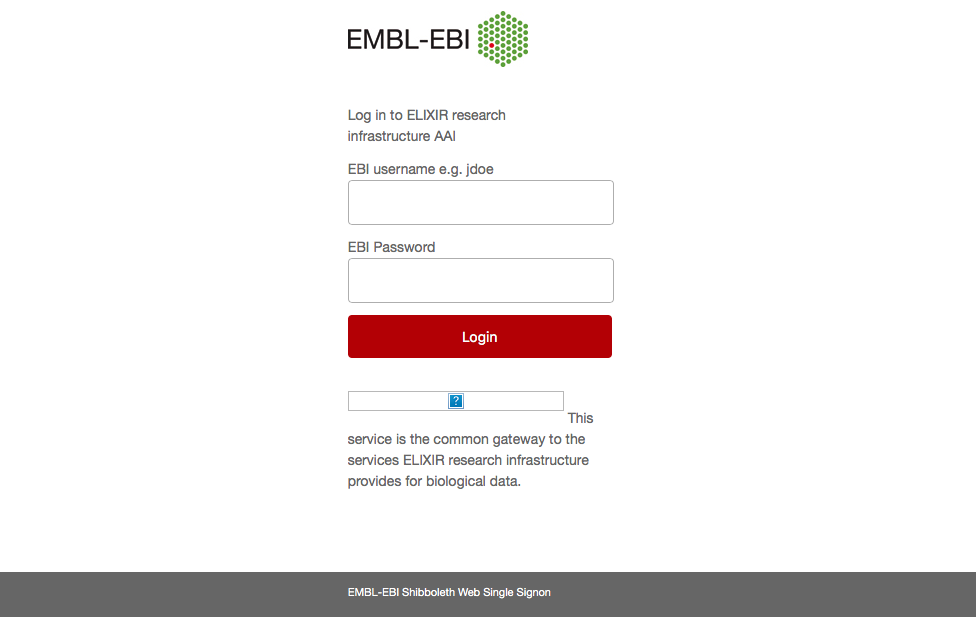 EMBL-EBI
Log in to ELIXIR research
infrastructure AAI
EBI username e.g. jdoe
EBI Password
Login
?
This
service is the common gateway to the
services ELIXIR research infrastructure
provides for biological data.
EMBL-EBI Shibboleth Web Single Signon